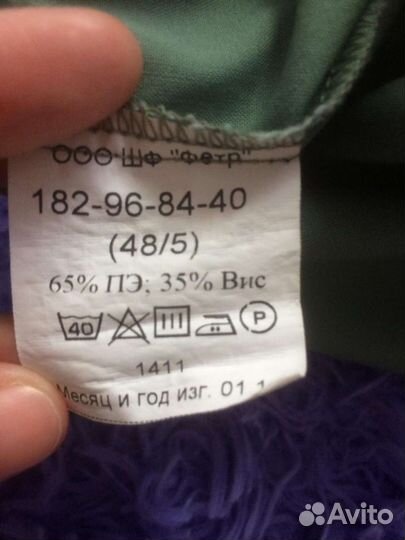 ООО ШФ "Фетр"
182-96-84-40
(48/5)
65% ПЭ; 35% Вис
40 P
1411
Месяц и год изг. 01 1
Avito